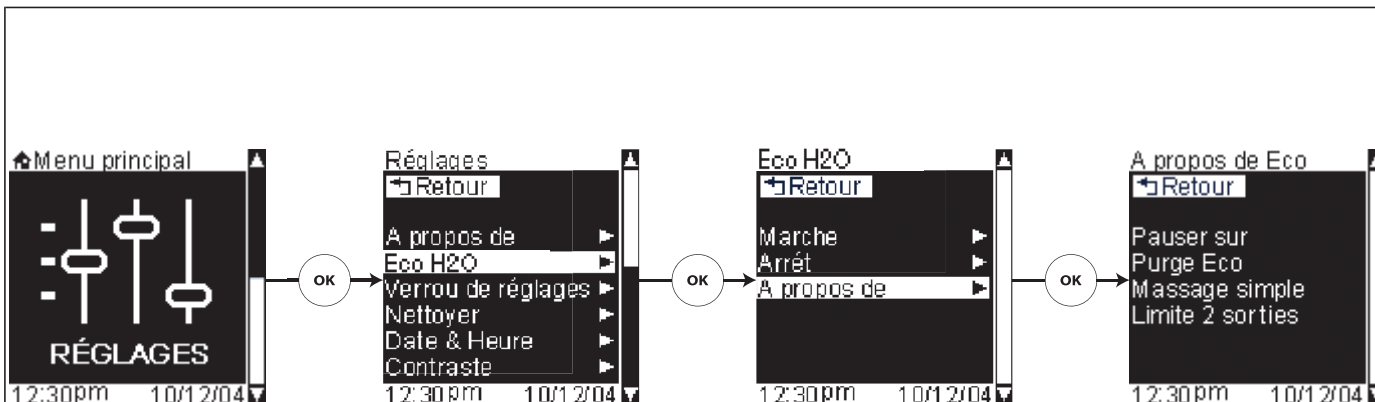 Menu principal
RÉGLAGES
12:30pm 10/12/04
OK
Réglages
Retour
A propos de
Eco H2O
Verrou de réglages
Nettoyer
Date & Heure
Contraste
12:30pm 10/12/04
OK
Eco H2O
Retour
Marche
Arrét
A propos de
12:30pm 10/12/04
OK
A propos de Eco
Retour
Pauser sur
Purge Eco
Massage simple
Limite 2 sorties
12:30pm 10/12/04